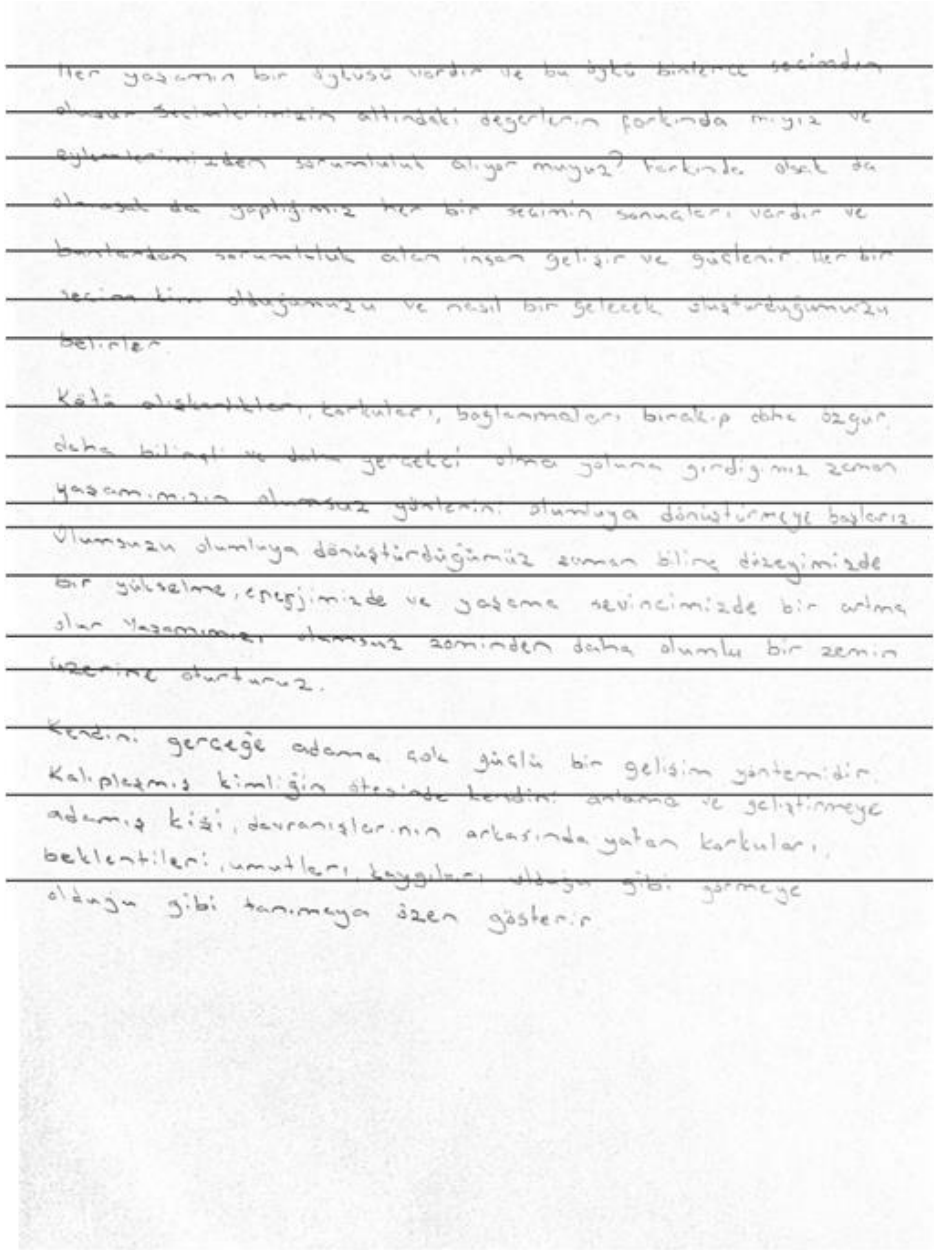 Her yaşamın bir öyküsü vardır ve bu öykü binlerce seçimden
oluşur Seçimlerimizin altındaki değerlerin farkında mıyız ve
eylemlerimizden sorumluluk alıyor muyuz? Farkında olsak da
olmasak da yaptığımız her bir seçimin sonuçları vardır ve
bunlardan sorumluluk alan insan gelişir ve güçlenir. Her bir
seçim kim olduğumuzu ve nasıl bir gelecek oluşturduğumuzu
belirler.
Kötü alışkanlıkları, korkuları, bağlanmaları bırakıp daha özgür,
daha bilinçli ve daha gerçekçi olma yoluna girdiğimiz zaman
yaşamımızın olumsuz yönlerini olumluya dönüştürmeye başlarız.
Olumsuzu olumluya dönüştürdüğümüz zaman bilinç düzeyimizde
bir yükselme, enerjimizde ve yaşama sevincimizde bir artma
olur Yaşamımızı olumsuz zeminden daha olumlu bir zemin
üzerine oturturuz.
Kendini gerçeğe adama çok güçlü bir gelişim yöntemidir.
Kalıplaşmış kimliğin ötesinde kendini anlama ve geliştirmeye
adamış kişi, davranışlarının arkasında yatan korkuları,
beklentileri, umutları, kaygıları olduğu gibi görmeye
olduğu gibi tanımaya özen gösterir.